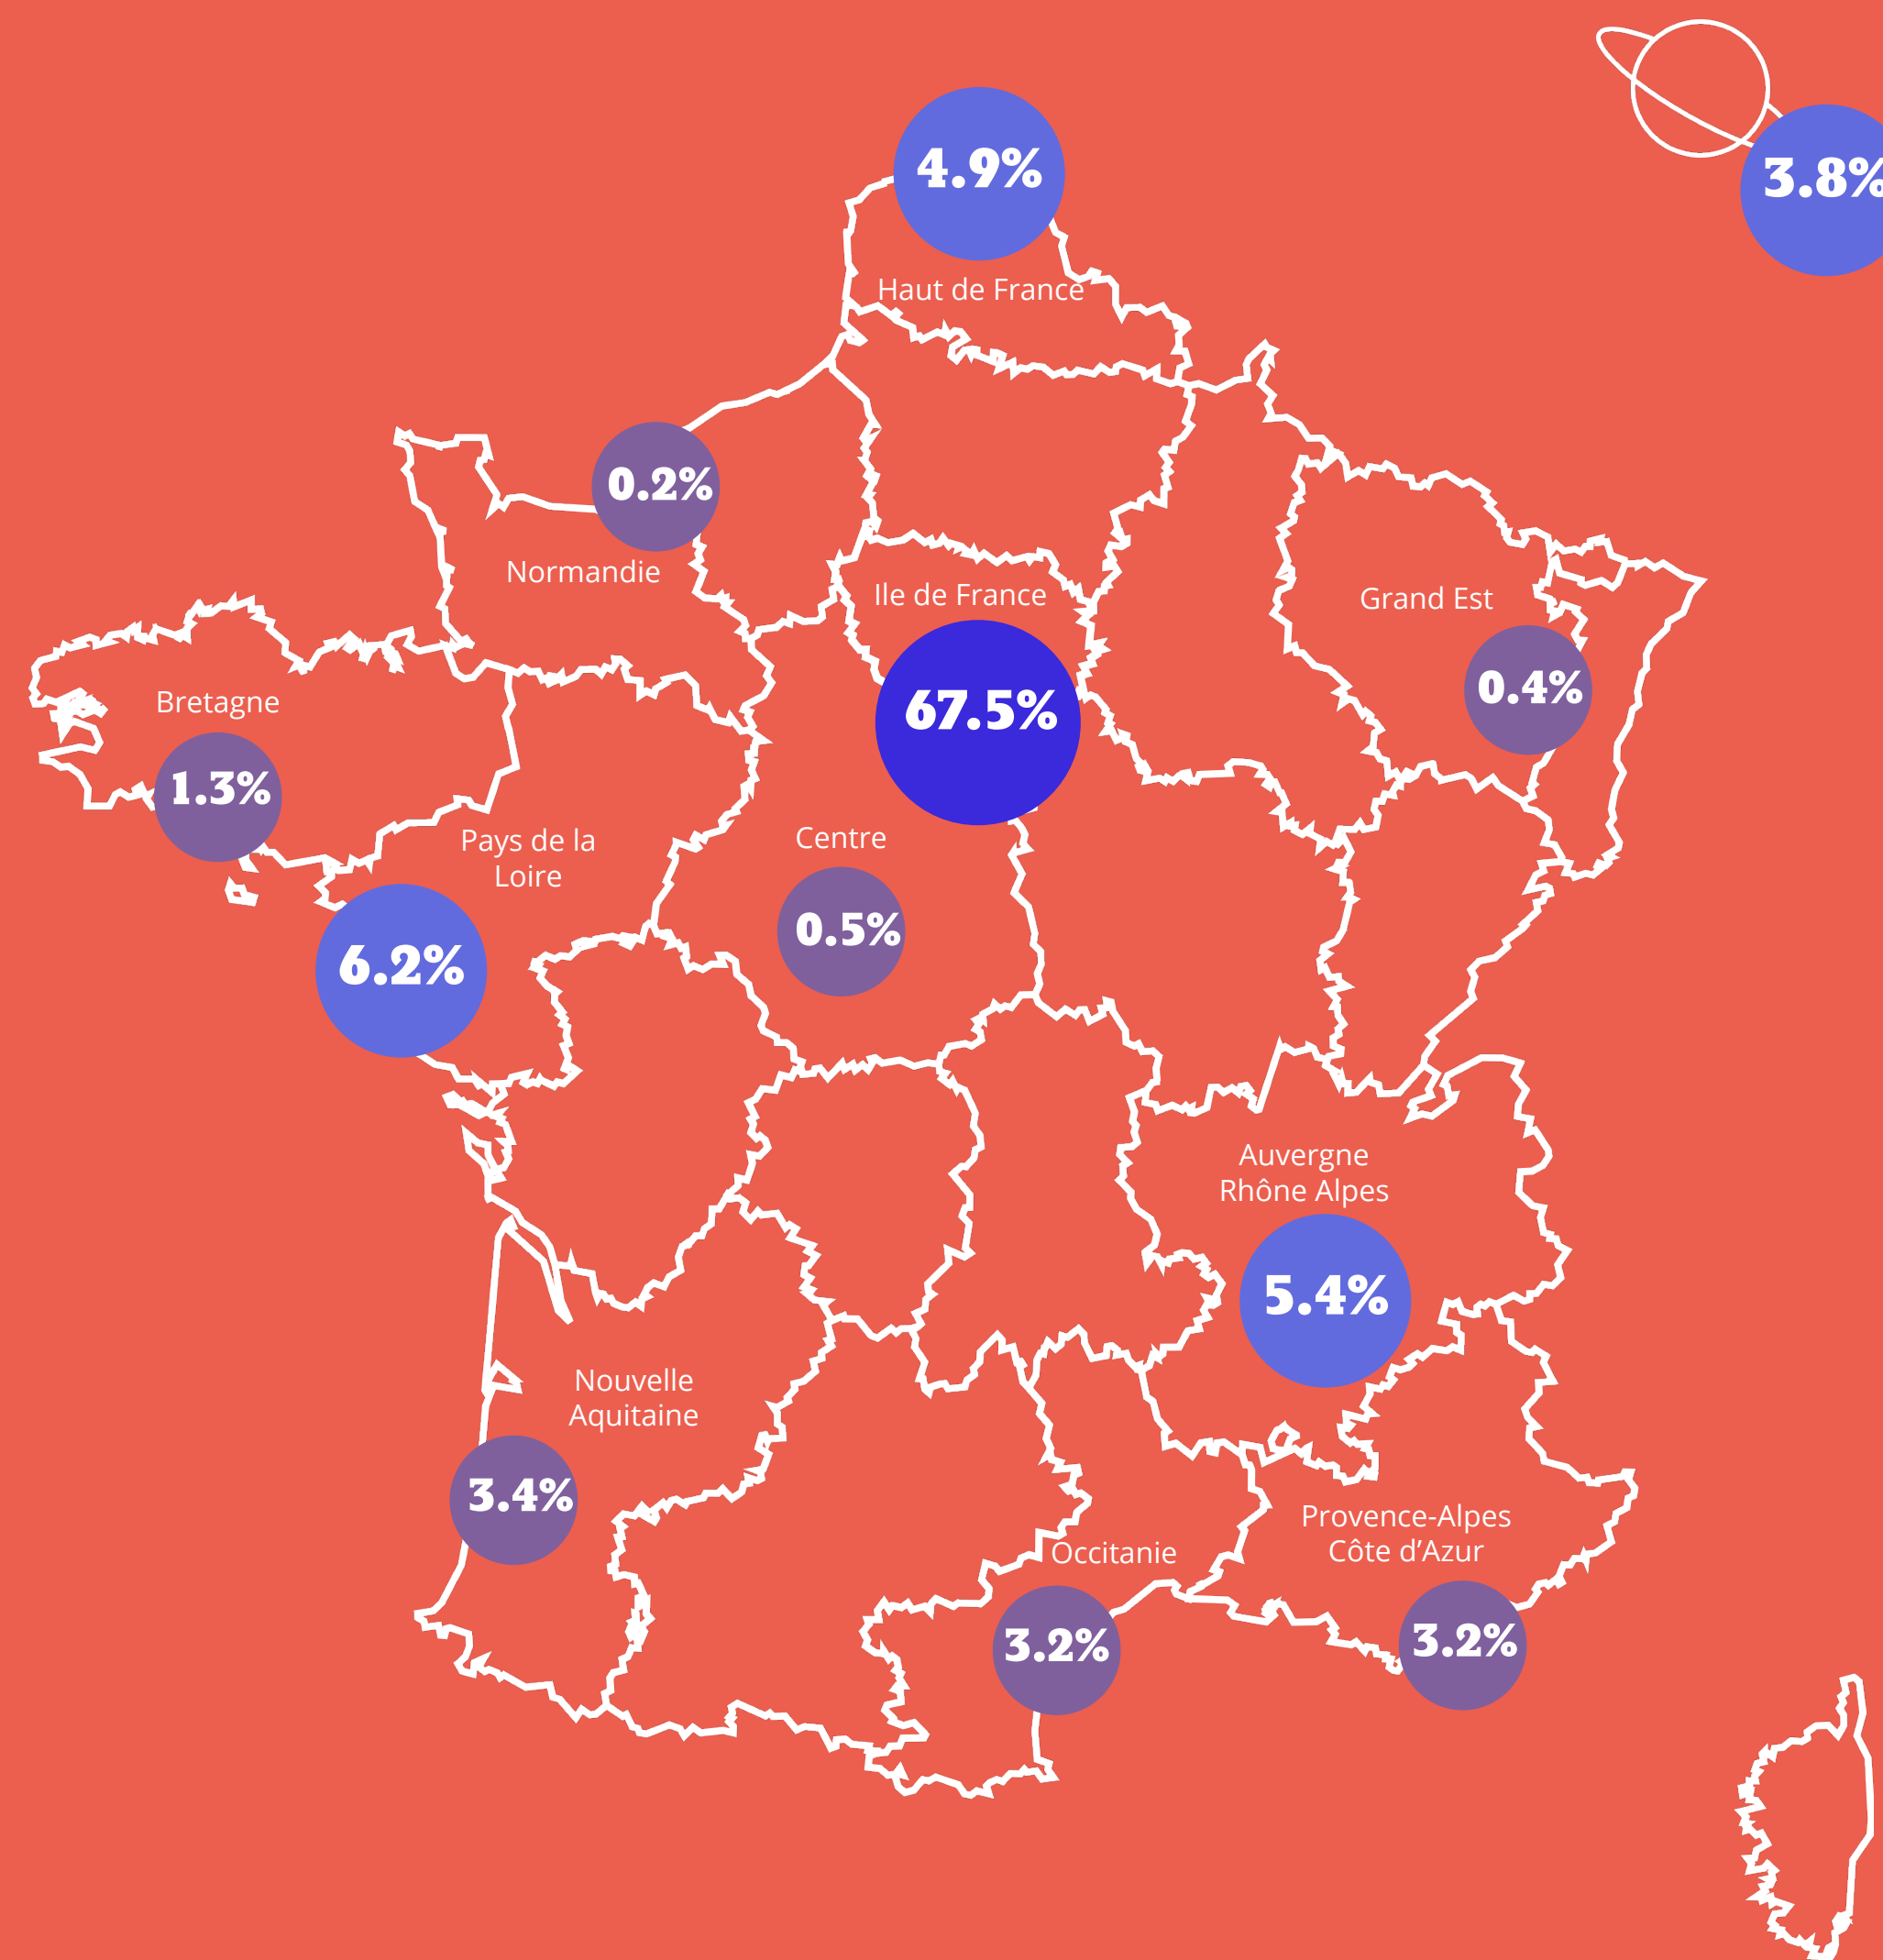 4.9%
3.8%
Haut de France
0.2%
Normandie
Ile de France
67.5%
Grand Est
0.4%
Bretagne
1.3%
Pays de la
Loire
6.2%
Centre
0.5%
Auvergne
Rhône Alpes
5.4%
Nouvelle
Aquitaine
3.4%
Occitanie
3.2%
Provence-Alpes
Côte d’Azur
3.2%